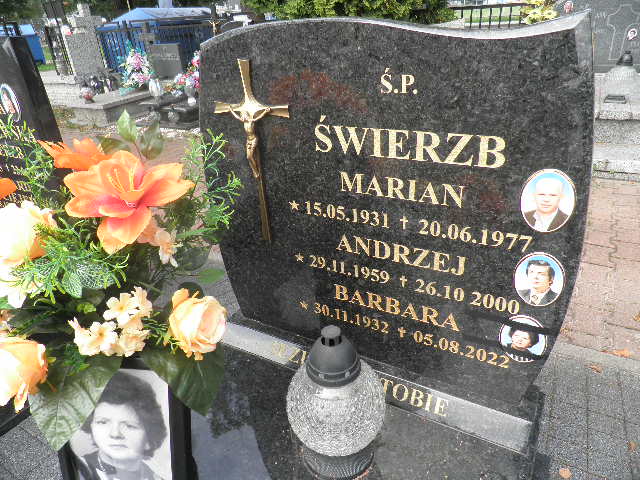 Ś.P.
ŚWIERZB
MARIAN
★ 15.05.1931 † 20.06.1977
ANDRZEJ
★ 29.11.1959 † 26.10 2000
BARBARA
★ 30.11.1932 † 05.08.2022
TOBIE